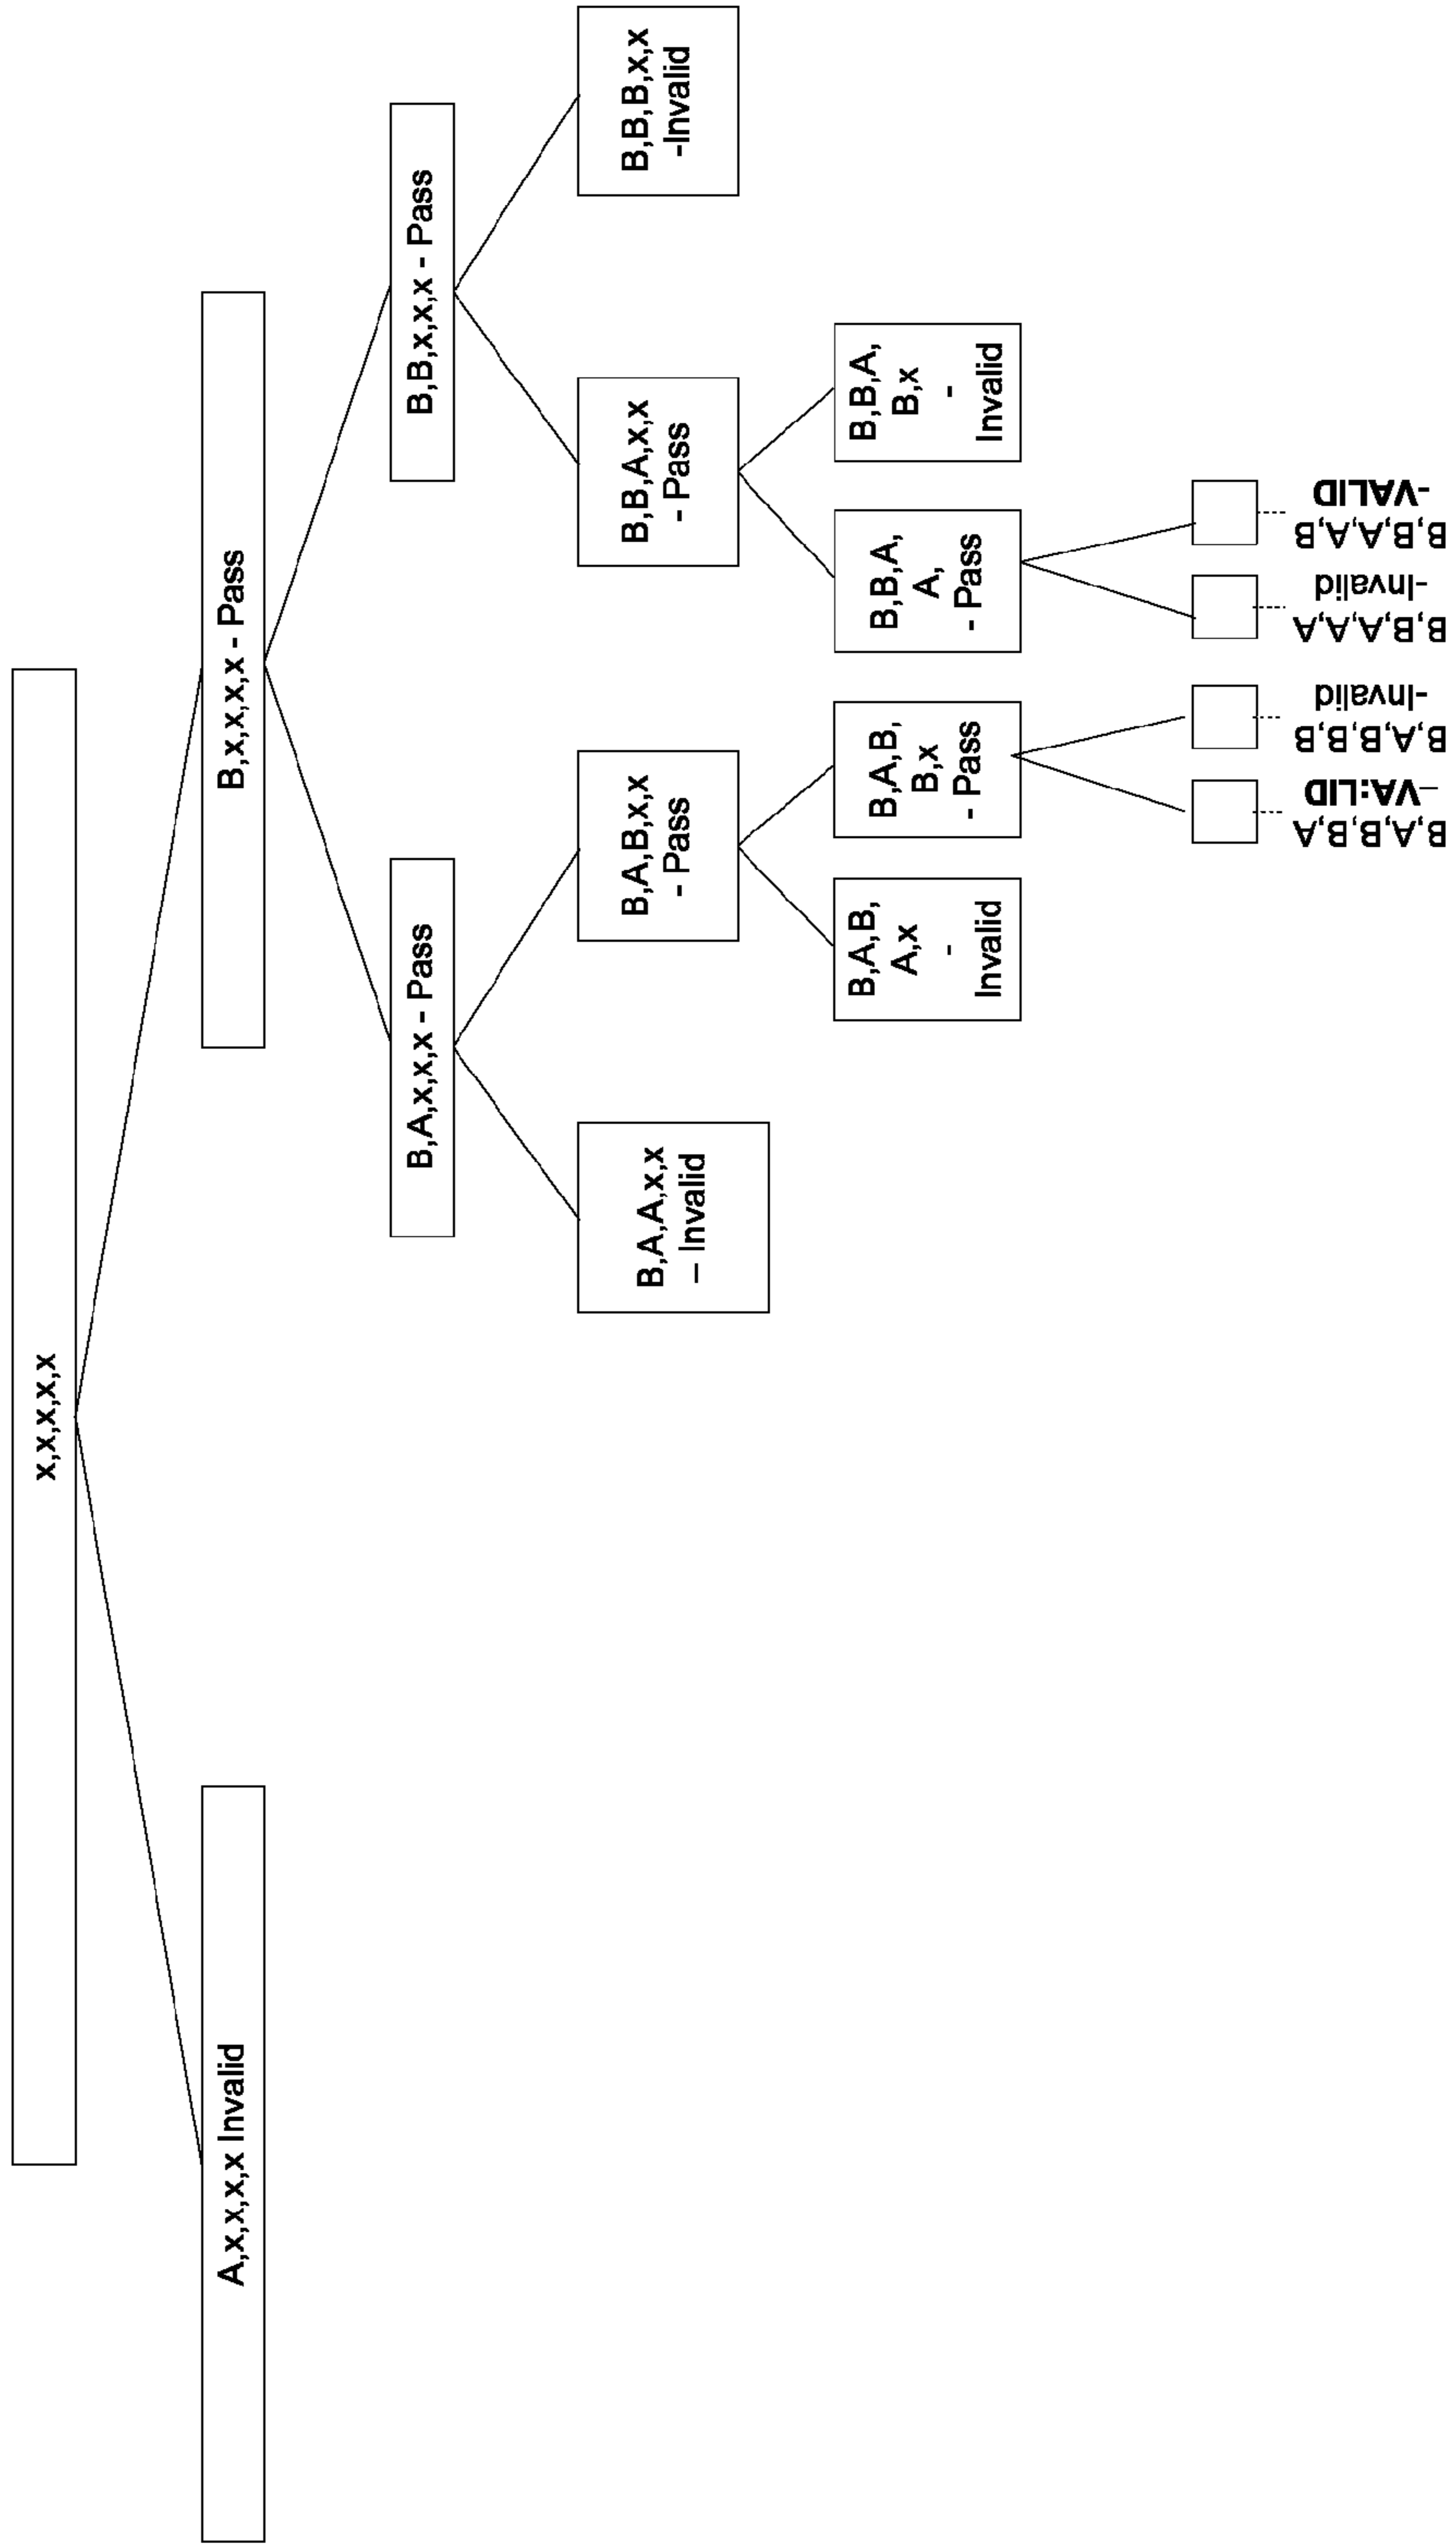 x,x,x,x,x
A,x,x,x,x Invalid
B,x,x,x,x - Pass
B,A,x,x,x - Pass
B,B,x,x,x - Pass
B,A,A,x,x
– Invalid
B,A,B,x,x
- Pass
B,B,A,x,x
- Pass
B,B,B,x,x
-Invalid
B,A,B,
A,x
-
Invalid
B,A,B,
B,x
- Pass
B,B,A,
A,
- Pass
B,B,A,
B,x
-
Invalid
B,A,B,B,A
–VA:LID
B,A,B,B,B
-Invalid
B,B,A,A,A
-Invalid
B,B,A,A,B
-VALID